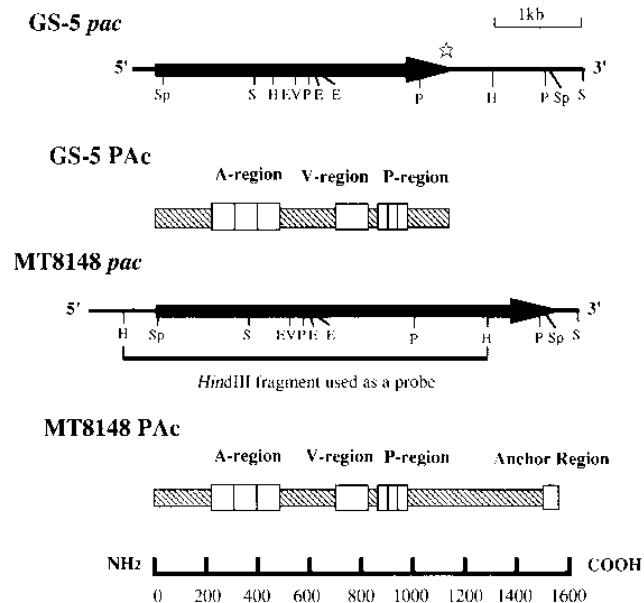 GS-5 pac
1kb
5' ☆ 3'
Sp S H E V P E E P H P Sp S
GS-5 PAc
A-region V-region P-region
MT8148 pac
5' 3'
H Sp S E V P E E P H P Sp S
HindIII fragment used as a probe
MT8148 PAc
A-region V-region P-region Anchor Region
NH2 COOH
0 200 400 600 800 1000 1200 1400 1600